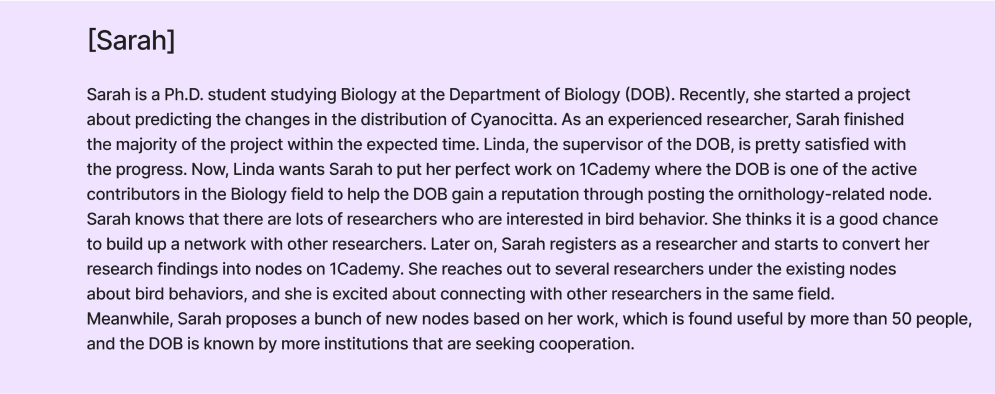 [Sarah]
Sarah is a Ph.D. student studying Biology at the Department of Biology (DOB). Recently, she started a project
about predicting the changes in the distribution of Cyanocitta. As an experienced researcher, Sarah finished
the majority of the project within the expected time. Linda, the supervisor of the DOB, is pretty satisfied with
the progress. Now, Linda wants Sarah to put her perfect work on 1Cademy where the DOB is one of the active
contributors in the Biology field to help the DOB gain a reputation through posting the ornithology-related node.
Sarah knows that there are lots of researchers who are interested in bird behavior. She thinks it is a good chance
to build up a network with other researchers. Later on, Sarah registers as a researcher and starts to convert her
research findings into nodes on 1Cademy. She reaches out to several researchers under the existing nodes
about bird behaviors, and she is excited about connecting with other researchers in the same field.
Meanwhile, Sarah proposes a bunch of new nodes based on her work, which is found useful by more than 50 people,
and the DOB is known by more institutions that are seeking cooperation.